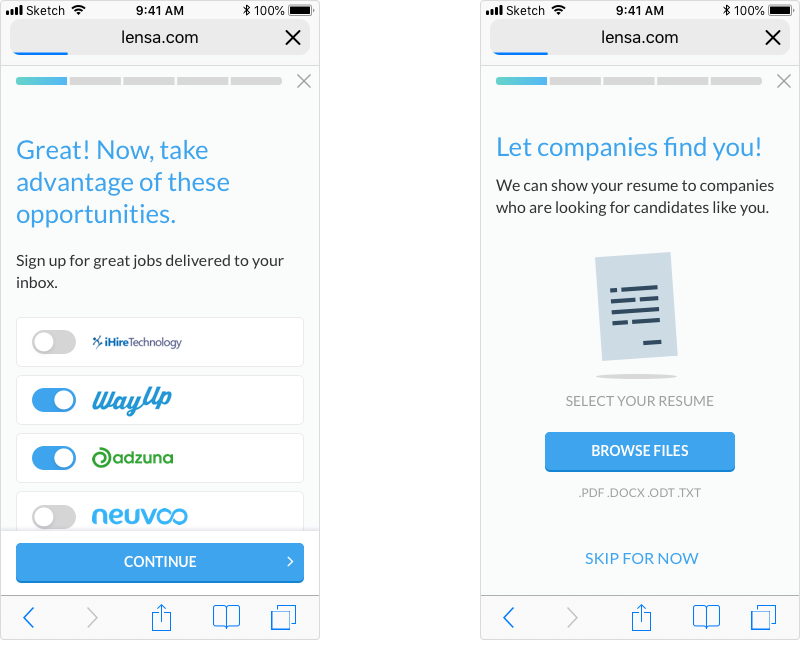 Sketch 9:41 AM 100%
lensa.com
Great! Now, take
advantage of these
opportunities.
Sign up for great jobs delivered to your
inbox.
iHireTechnology
WayUp
adzuna
neuvoo
CONTINUE
Sketch 9:41 AM 100%
lensa.com
Let companies find you!
We can show your resume to companies
who are looking for candidates like you.
SELECT YOUR RESUME
BROWSE FILES
.PDF .DOCX .ODT .TXT
SKIP FOR NOW